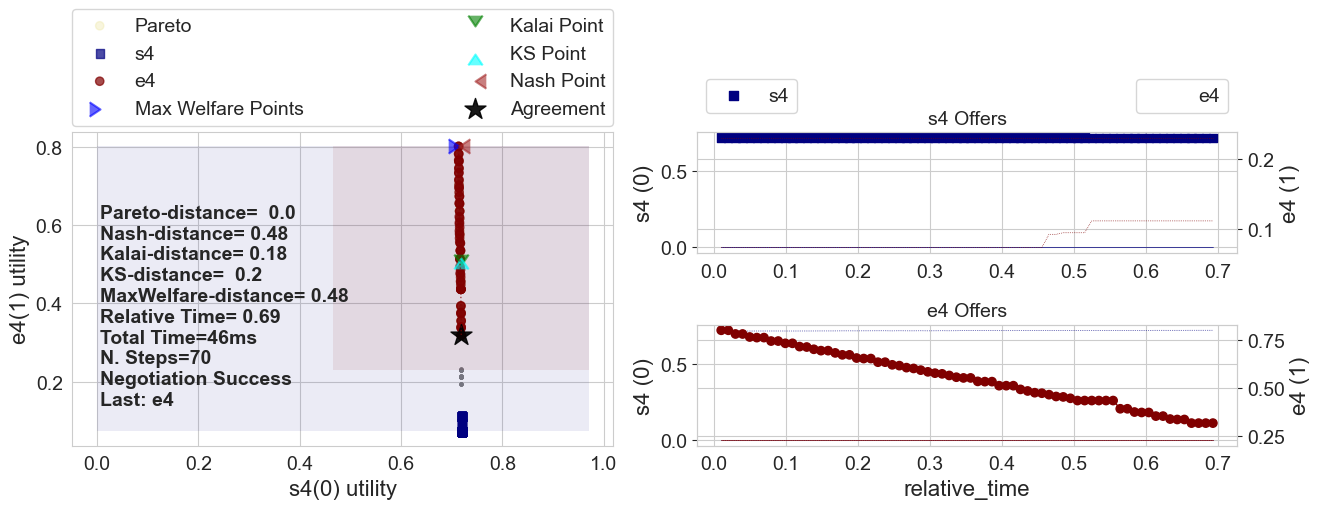 Pareto
s4
e4
Max Welfare Points
Kalai Point
KS Point
Nash Point
Agreement
0.8
0.6
0.4
0.2
e4(1) utility
Pareto-distance= 0.0
Nash-distance= 0.48
Kalai-distance= 0.18
KS-distance= 0.2
MaxWelfare-distance= 0.48
Relative Time= 0.69
Total Time=46ms
N. Steps=70
Negotiation Success
Last: e4
0.0 0.2 0.4 0.6 0.8 1.0
s4(0) utility
s4
e4
s4 Offers
0.5
0.0
s4 (0)
0.2
0.1
e4 (1)
0.0 0.1 0.2 0.3 0.4 0.5 0.6 0.7
e4 Offers
0.5
0.0
s4 (0)
0.75
0.50
0.25
e4 (1)
0.0 0.1 0.2 0.3 0.4 0.5 0.6 0.7
relative_time